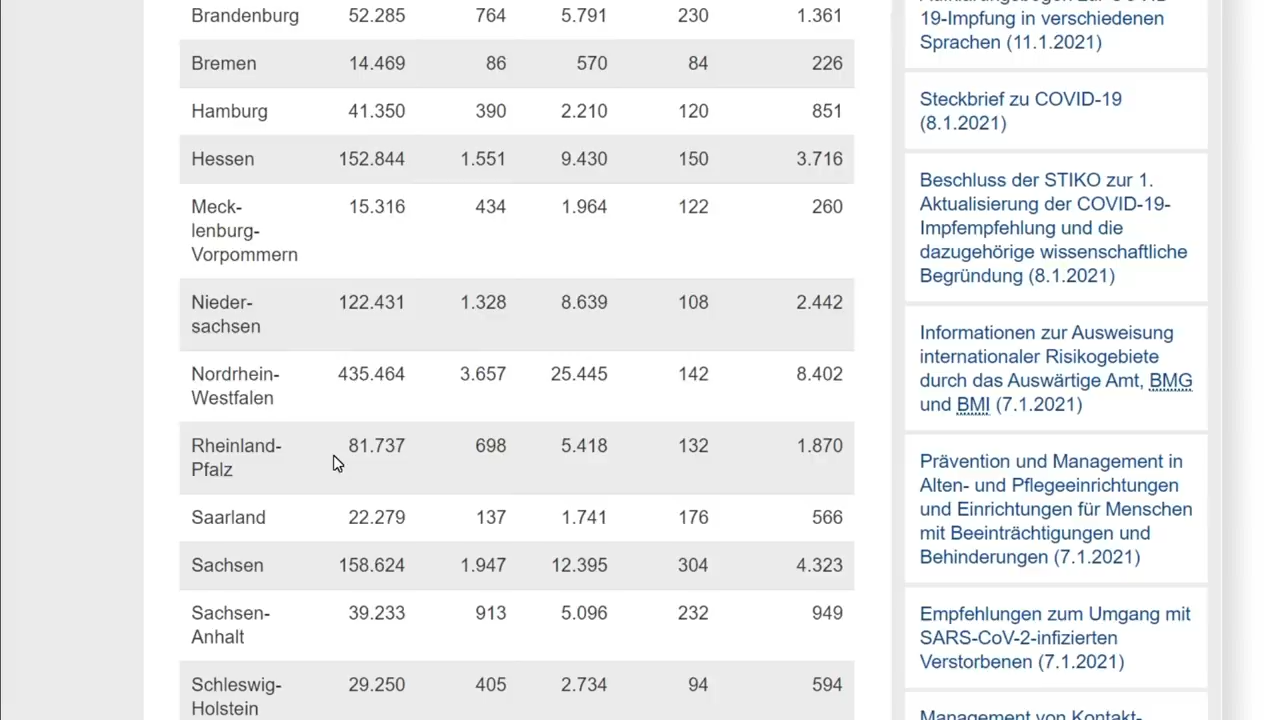 Brandenburg 52.285 764 5.791 230 1.361
Bremen 14.469 86 570 84 226
Hamburg 41.350 390 2.210 120 851
Hessen 152.844 1.551 9.430 150 3.716
Meck- 15.316 434 1.964 122 260
lenburg-
Vorpommern
Nieder- 122.431 1.328 8.639 108 2.442
sachsen
Nordrhein- 435.464 3.657 25.445 142 8.402
Westfalen
Rheinland- 81.737 698 5.418 132 1.870
Pfalz
Saarland 22.279 137 1.741 176 566
Sachsen 158.624 1.947 12.395 304 4.323
Sachsen- 39.233 913 5.096 232 949
Anhalt
Schleswig- 29.250 405 2.734 94 594
Holstein
19-Impfung in verschiedenen
Sprachen (11.1.2021)
Steckbrief zu COVID-19
(8.1.2021)
Beschluss der STIKO zur 1.
Aktualisierung der COVID-19-
Impfempfehlung und die
dazugehörige wissenschaftliche
Begründung (8.1.2021)
Informationen zur Ausweisung
internationaler Risikogebiete
durch das Auswärtige Amt, BMG
und BMI (7.1.2021)
Prävention und Management in
Alten- und Pflegeeinrichtungen
und Einrichtungen für Menschen
mit Beeinträchtigungen und
Behinderungen (7.1.2021)
Empfehlungen zum Umgang mit
SARS-CoV-2-infizierten
Verstorbenen (7.1.2021)
Management von Kontakt-